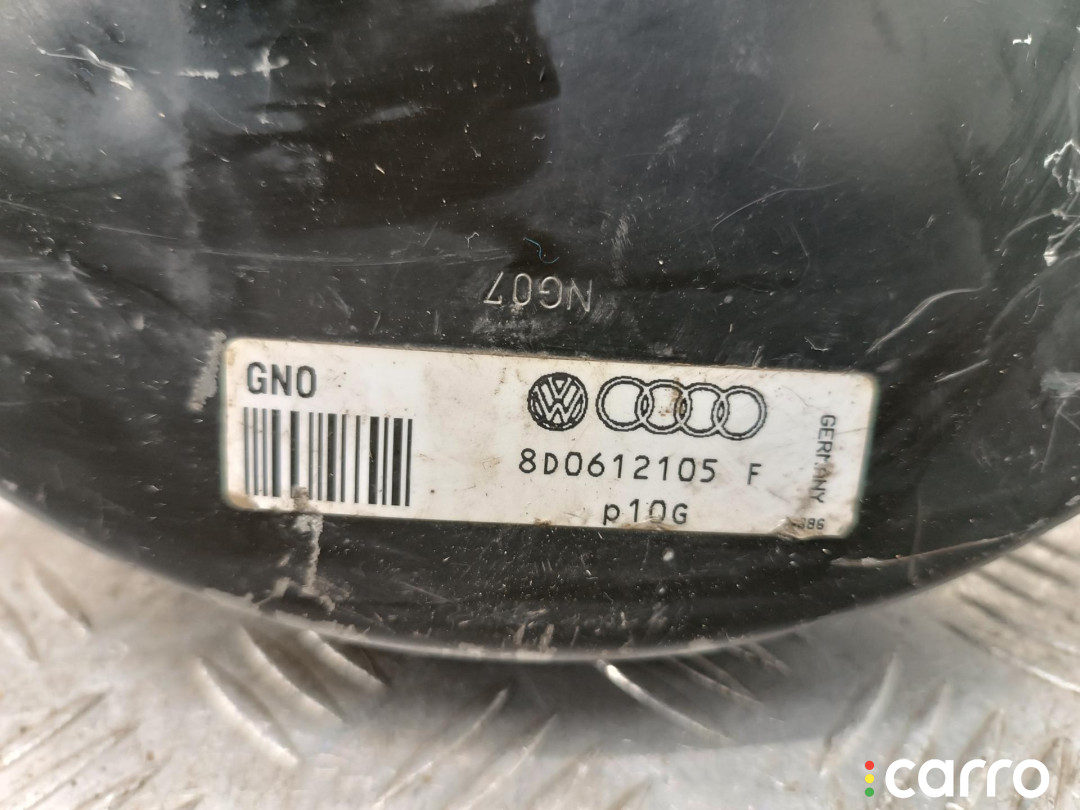 NG07
GNO
8D0612105 F
p10G
GERMANY
carro